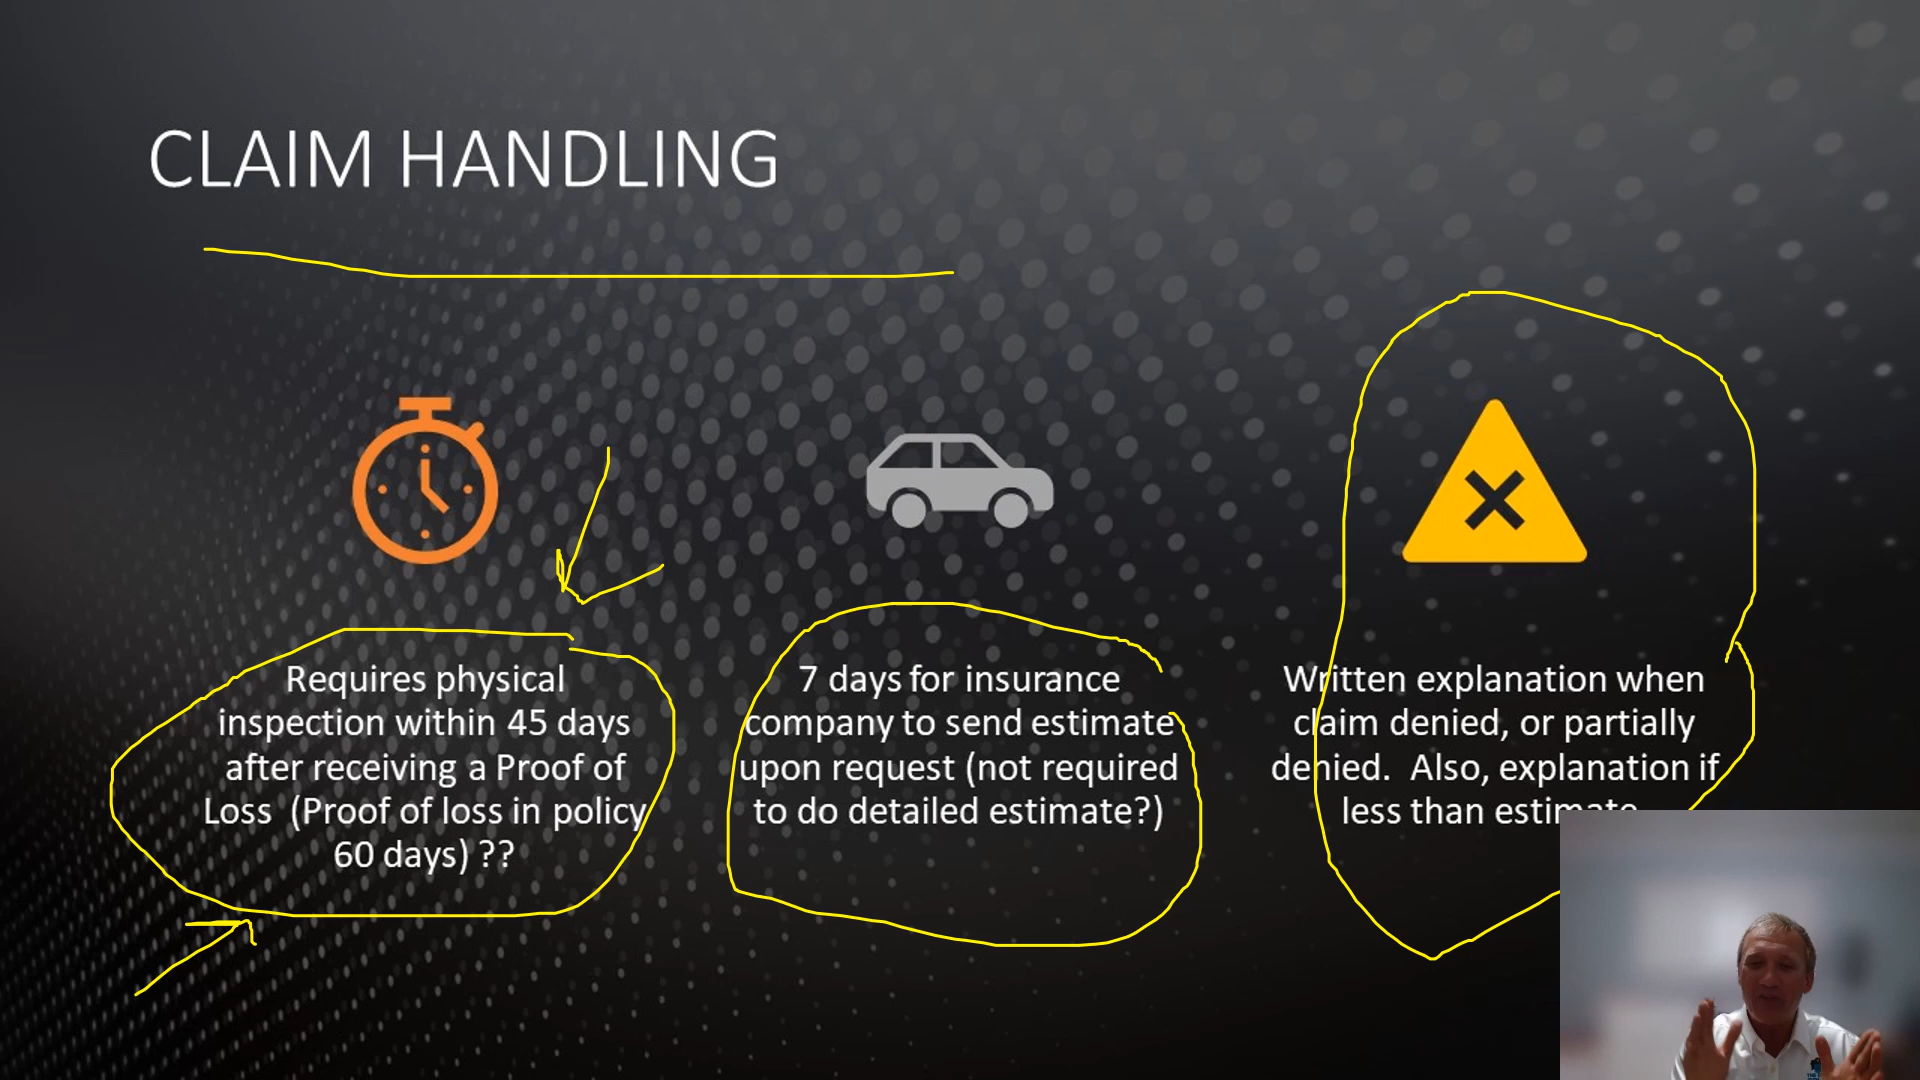 CLAIM HANDLING
Requires physical
inspection within 45 days
after receiving a Proof of
Loss (Proof of loss in policy
60 days) ??
7 days for insurance
company to send estimate
upon request (not required
to do detailed estimate?)
Written explanation when
claim denied, or partially
denied. Also, explanation if
less than estimate